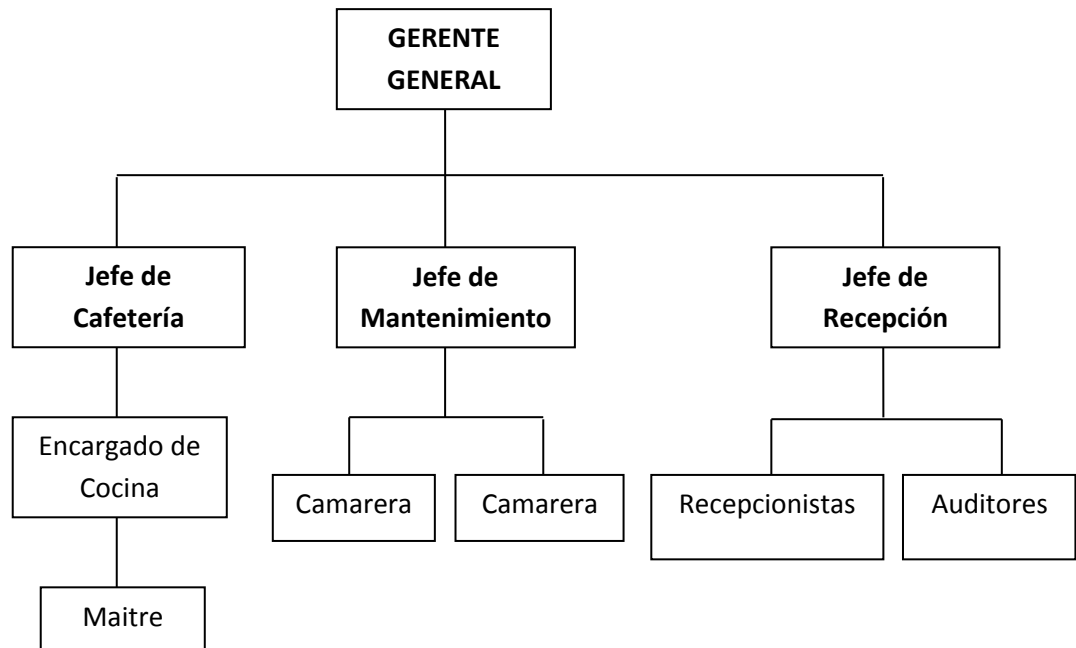 GERENTE
GENERAL
Jefe de
Cafetería
Jefe de
Mantenimiento
Jefe de
Recepción
Encargado de
Cocina
Camarera
Camarera
Recepcionistas
Auditores
Maitre